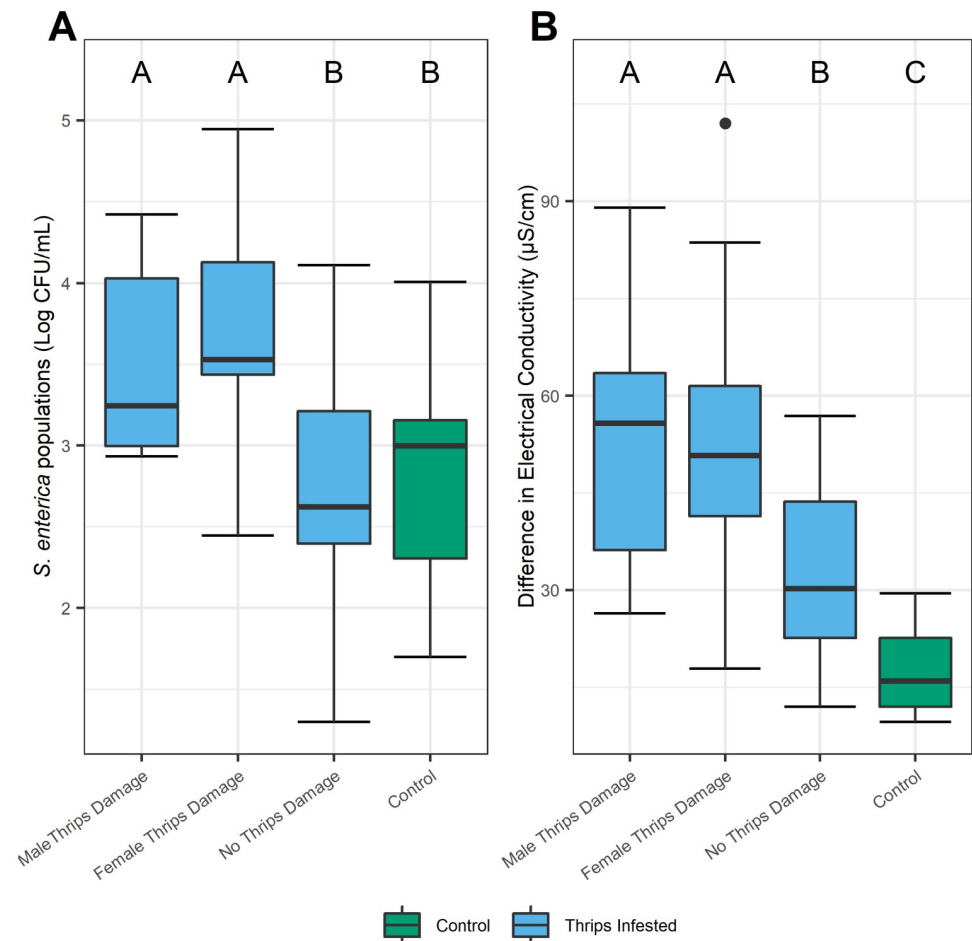 A
A A B B
S. enterica populations (Log CFU/mL)
5
4
3
2
MaleThrips Damage
Female Thrips Damage
No Thrips Damage
Control
B
A A B C
Difference in Electrical Conductivity (µS/cm)
90
60
30
Male Thrips Damage
Female Thrips Damage
No Thrips Damage
Control
Control Thrips Infested